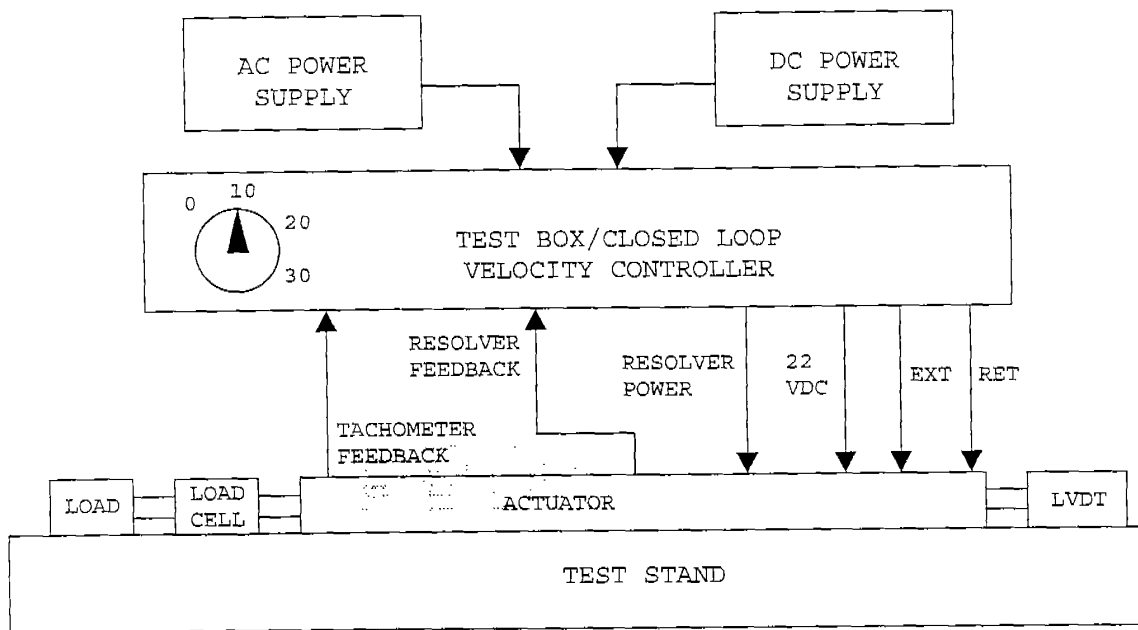 AC POWER
SUPPLY
DC POWER
SUPPLY
0
10
20
30
TEST BOX/CLOSED LOOP
VELOCITY CONTROLLER
RESOLVER
FEEDBACK
RESOLVER
POWER
22
VDC
EXT
RET
TACHOMETER
FEEDBACK
LOAD
LOAD
CELL
ACTUATOR
LVDT
TEST STAND